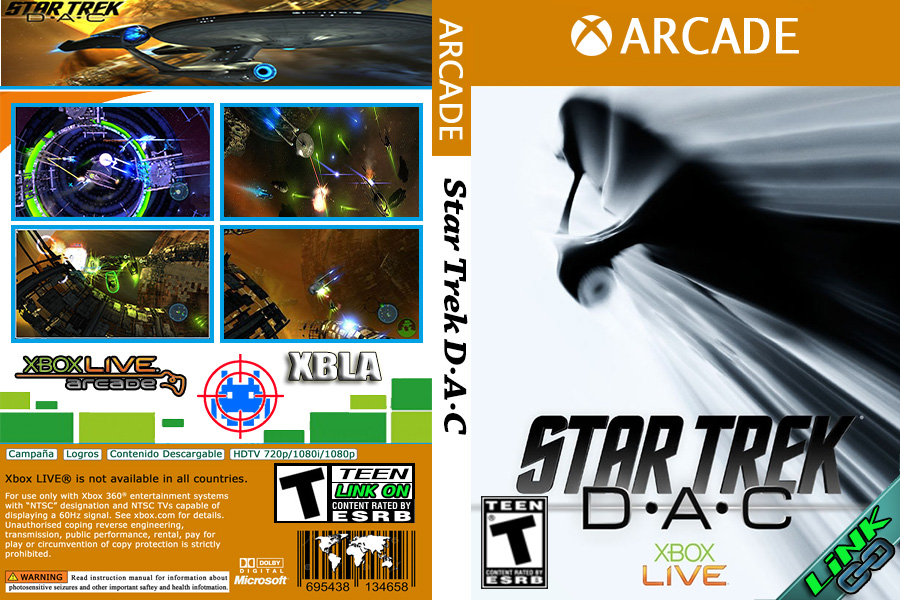 STAR TREK
D·A·C
XBOX LIVE
arcade
XBLA
Campaña Logros Contenido Descargable HDTV 720p/1080i/1080p
Xbox LIVE® is not available in all countries.
For use only with Xbox 360® entertainment systems
with "NTSC" designation and NTSC TVs capable of
displaying a 60Hz signal. See xbox.com for details.
Unauthorised coping reverse engineering,
transmission, public performance, rental, pay for
play or circumvention of copy protection is strictly
prohibited.
WARNING Read instruction manual for information about
photosensitive seizures and other important saftey and health infotmation.
DOLBY
DIGITAL
Microsoft
T
TEEN
LINK ON
CONTENT RATED BY
ESRB
695438 134658
ARCADE
Star Trek D·A·C
ARCADE
STAR TREK
D·A·C
TEEN
T
CONTENT RATED BY
ESRB
XBOX
LIVE
LiNK